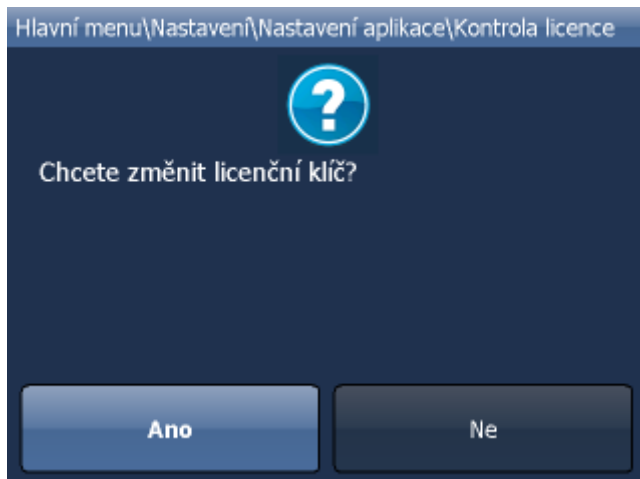 Hlavní menu\Nastavení\Nastavení aplikace\Kontrola licence
?
Chcete změnit licenční klíč?
Ano
Ne